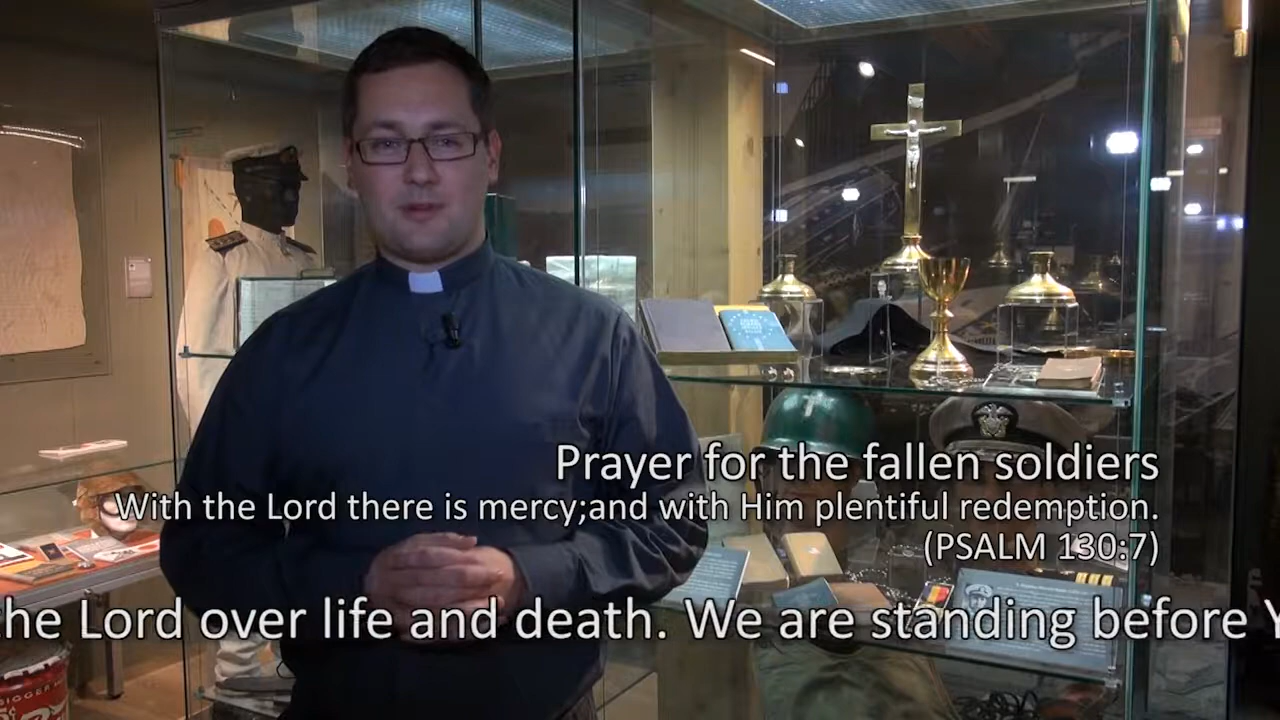 Prayer for the fallen soldiers
With the Lord there is mercy;and with Him plentiful redemption.
(PSALM 130:7)
he Lord over life and death. We are standing before Y
BIGGER